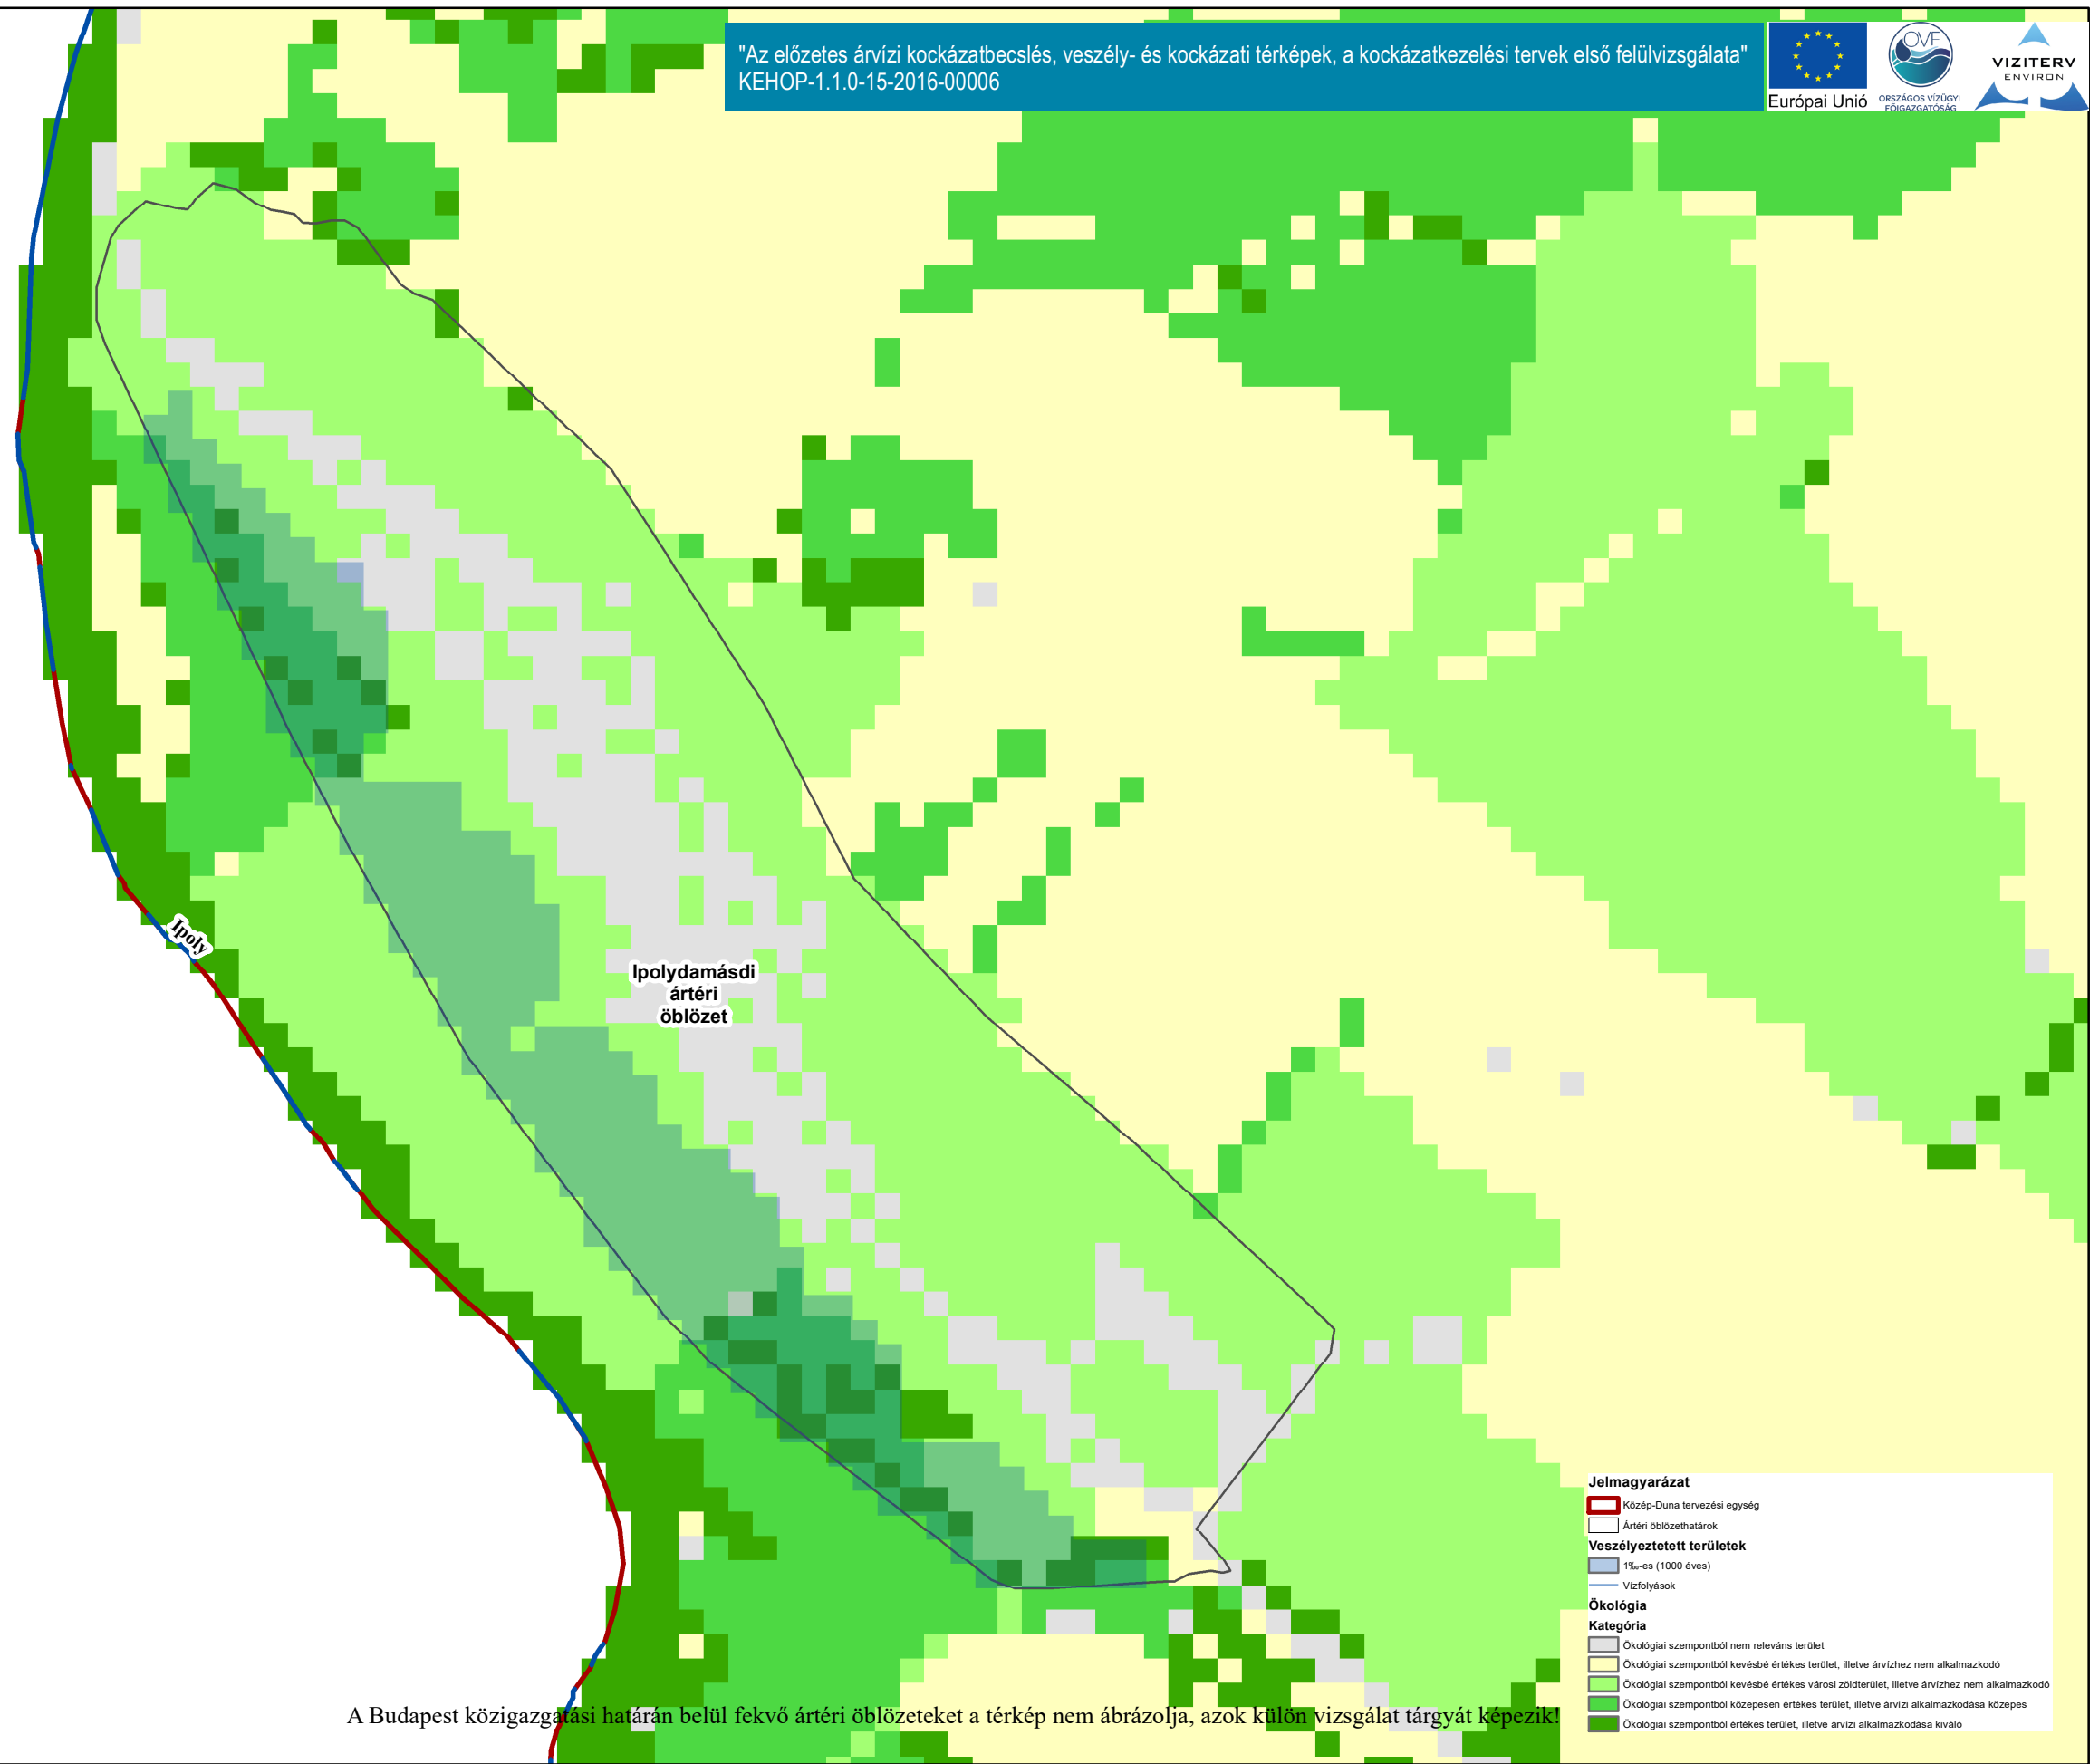 "Az előzetes árvízi kockázatbecslés, veszély- és kockázati térképek, a kockázatkezelési tervek első felülvizsgálata"
KEHOP-1.1.0-15-2016-00006
Európai Unió
OVF
ORSZÁGOS VÍZÜGYI
FŐIGAZGATÓSÁG
VIZITERV
ENVIRON
Ipoly
Ipolydamásdi
ártéri
öblözet
Jelmagyarázat
Közép-Duna tervezési egység
Ártéri öblözethatárok
Veszélyeztetett területek
1‰-es (1000 éves)
Vízfolyások
Ökológia
Kategória
Ökológiai szempontból nem releváns terület
Ökológiai szempontból kevésbé értékes terület, illetve árvízhez nem alkalmazkodó
Ökológiai szempontból kevésbé értékes városi zöldterület, illetve árvízhez nem alkalmazkodó
Ökológiai szempontból közepesen értékes terület, illetve árvízi alkalmazkodása közepes
Ökológiai szempontból értékes terület, illetve árvízi alkalmazkodása kiváló
A Budapest közigazgatási határán belül fekvő ártéri öblözeteket a térkép nem ábrázolja, azok külön vizsgálat tárgyát képezik!